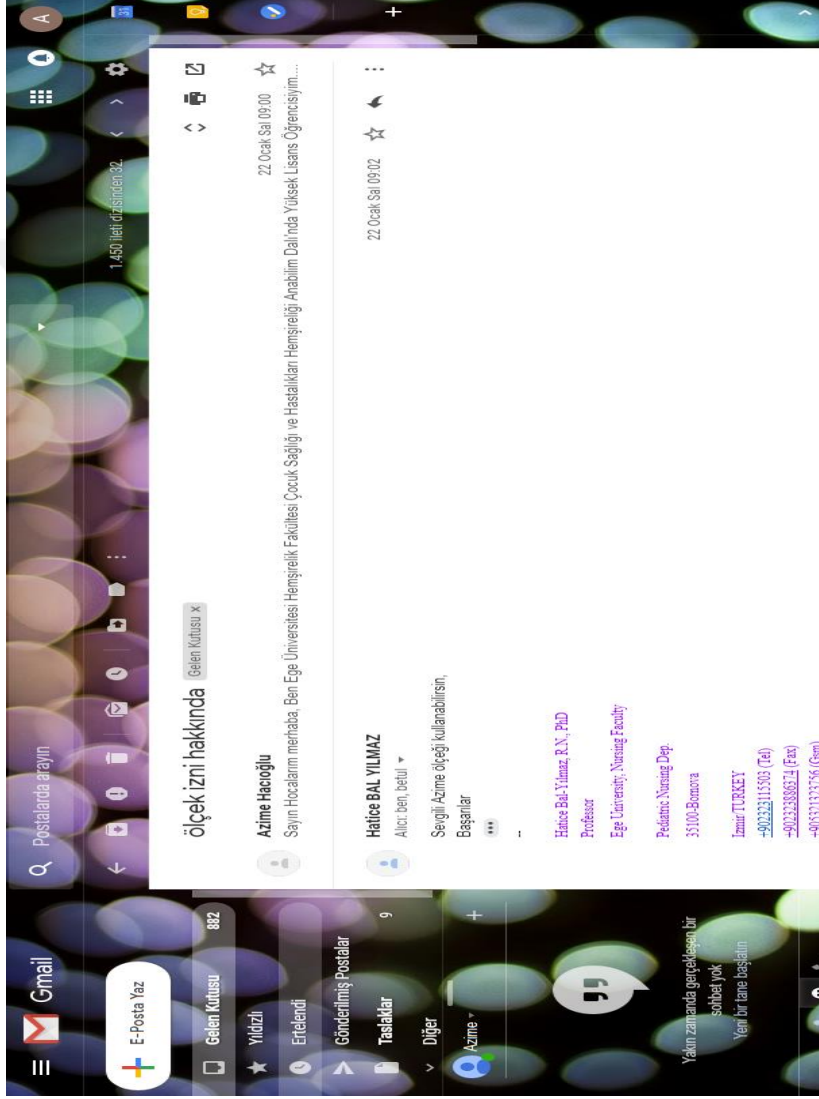 Gmail
Postalarda arayın
A
E-Posta Yaz
1.450 ileti dizisinden 32.
31
Gelen Kutusu 882
Yıldızlı
Ertelendi
Gönderilmiş Postalar
Taslaklar 9
Diğer
Azime
Yakın zamanda gerçekleşen bir
sohbet yok
Yeni bir tane başlatın
ölçek izni hakkında Gelen Kutusu x
Azime Hacıoğlu 22 Ocak Sal 09:00
Sayın Hocalarım merhaba, Ben Ege Üniversitesi Hemşirelik Fakültesi Çocuk Sağlığı ve Hastalıkları Hemşireliği Anabilim Dalı'nda Yüksek Lisans Öğrencisiyim....
Hatice BAL YILMAZ 22 Ocak Sal 09:02
Alıcı: ben, betul
Sevgili Azime ölçeği kullanabilirsin,
Başarılar
--
Hatice Bal-Yılmaz, R.N., PhD
Professor
Ege University, Nursing Faculty
Pediatric Nursing Dep.
35100-Bornova
Izmir/ TURKEY
+902323115503 (Tel)
+902323886374 (Fax)
+905321323756 (Gsm)